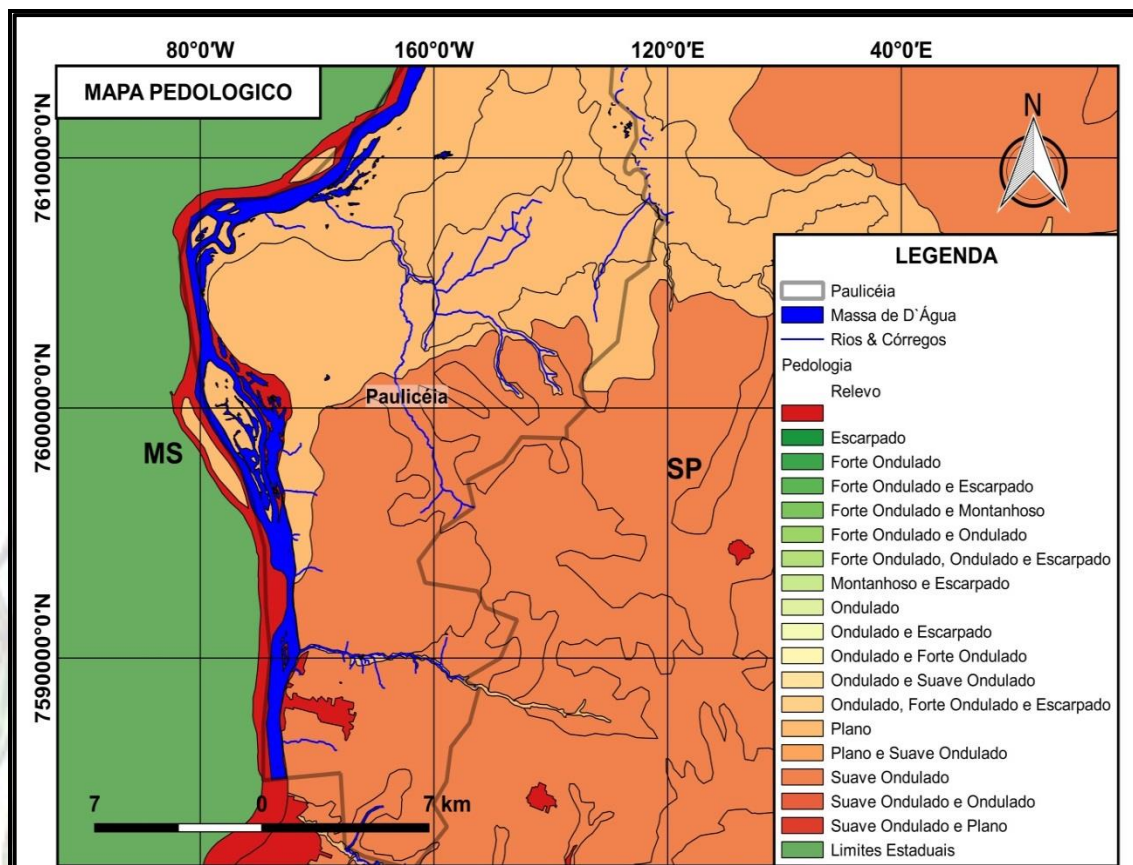 80°0′W 160°0′W 120°0′E 40°0′E
MAPA PEDOLOGICO
N
761000°0′N
LEGENDA
Paulicéia
Massa de D`Água
Rios & Córregos
Pedologia
Relevo
760000°0′N
Paulicéia
MS
SP
Escarpado
Forte Ondulado
Forte Ondulado e Escarpado
Forte Ondulado e Montanhoso
Forte Ondulado e Ondulado
Forte Ondulado, Ondulado e Escarpado
Montanhoso e Escarpado
Ondulado
Ondulado e Escarpado
Ondulado e Forte Ondulado
Ondulado e Suave Ondulado
Ondulado, Forte Ondulado e Escarpado
Plano
Plano e Suave Ondulado
Suave Ondulado
Suave Ondulado e Ondulado
Suave Ondulado e Plano
Limites Estaduais
759000°0′N
7 0 7 km